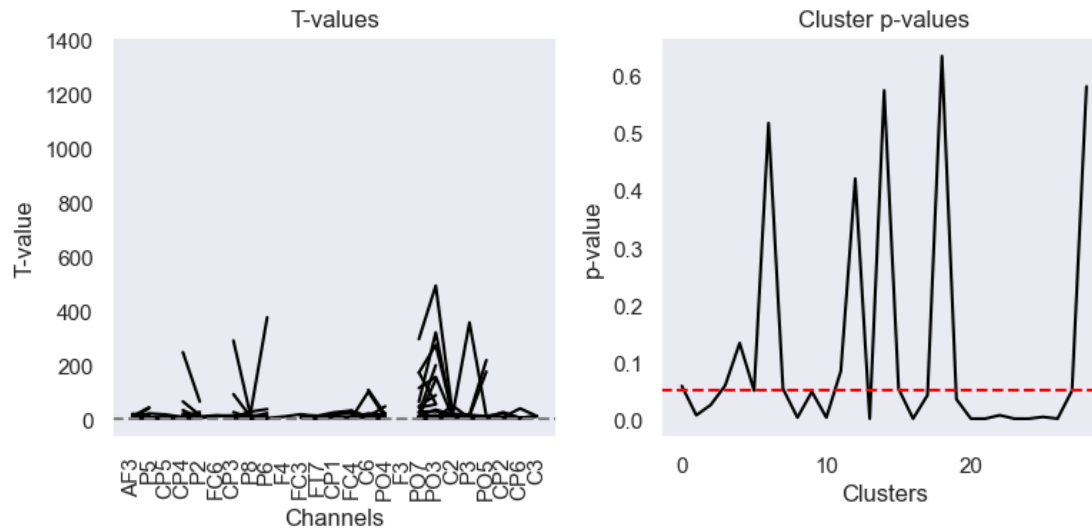 T-values
1400
1200
1000
800
600
400
200
0
T-value
AF3
P5
CP5
CP4
P2
FC6
CP3
P8
P6
F4
FC3
FT7
CP1
FC4
C6
PO4
F3
PO7
PO3
C2
P3
PO5
CP2
CP6
C3
Channels
Cluster p-values
0.6
0.5
0.4
0.3
0.2
0.1
0.0
p-value
0
10
20
Clusters